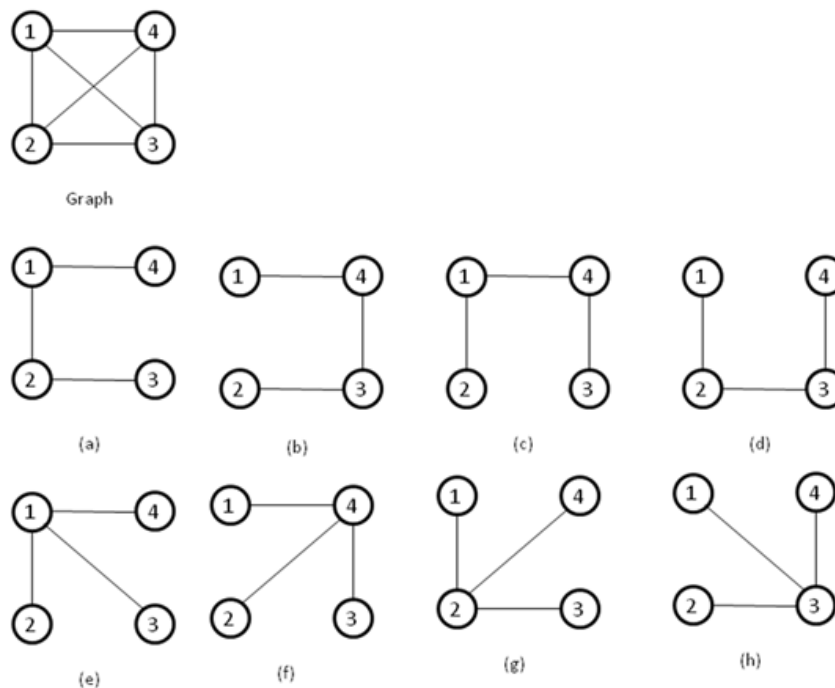 1 4
2 3
Graph
1 4 1 4 1 4 1 4
2 3 2 3 2 3 2 3
(a) (b) (c) (d)
1 4 1 4 1 4 1 4
2 3 2 3 2 3 2 3
(e) (f) (g) (h)